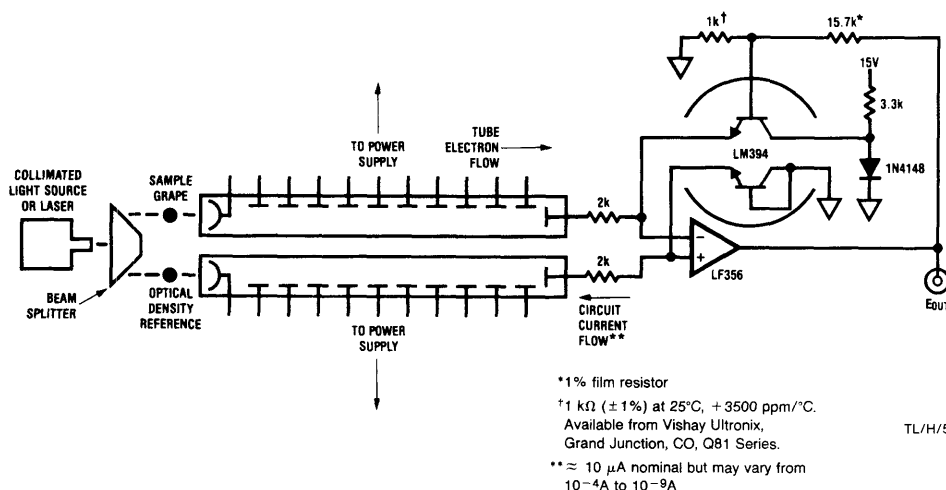 1k†
15.7k*
15V
3.3k
TUBE
ELECTRON
FLOW
TO POWER
SUPPLY
LM394
1N4148
COLLIMATED
LIGHT SOURCE
OR LASER
SAMPLE
GRAPE
2k
2k
LF356
BEAM
SPLITTER
OPTICAL
DENSITY
REFERENCE
TO POWER
SUPPLY
CIRCUIT
CURRENT
FLOW**
EOUT
*1% film resistor
†1 kΩ (±1%) at 25°C, +3500 ppm/°C.
Available from Vishay Ultronix,
Grand Junction, CO, Q81 Series.
TL/H/5
** ≈ 10 μA nominal but may vary from
10−4A to 10−9A